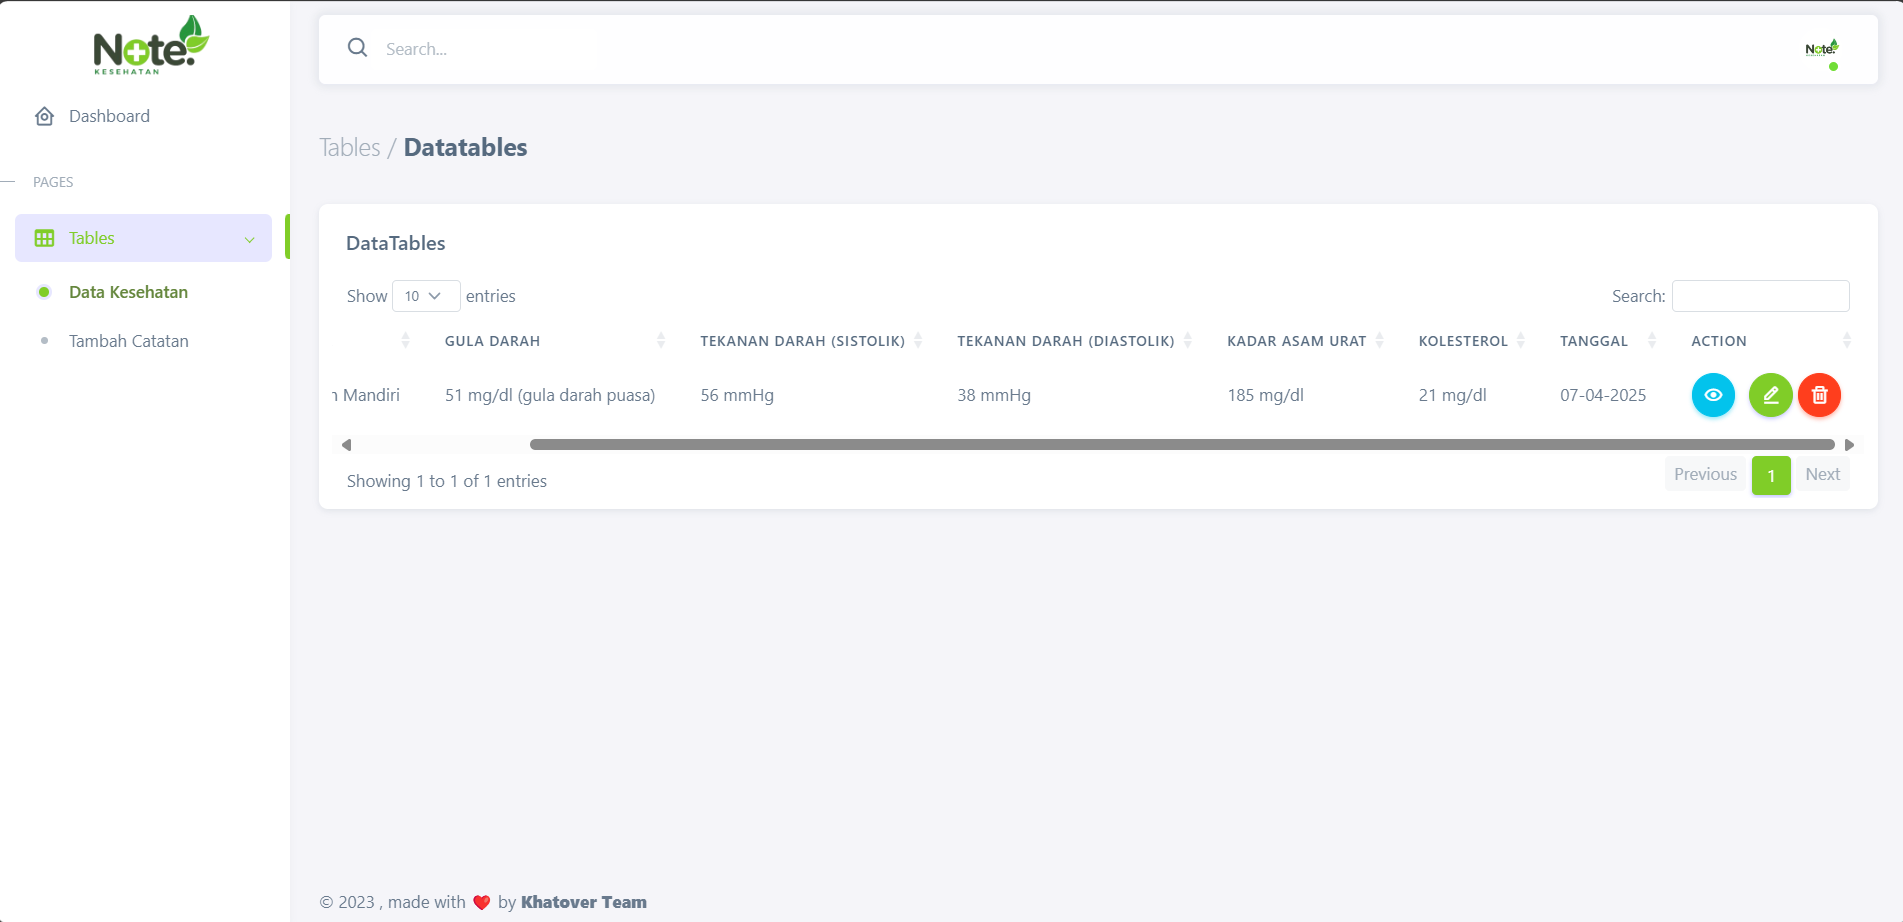 Note.
KESEHATAN
Dashboard
PAGES
Tables
Data Kesehatan
Tambah Catatan
Search...
Note.
Tables / Datatables
DataTables
Show 10 entries
Search:
GULA DARAH TEKANAN DARAH (SISTOLIK) TEKANAN DARAH (DIASTOLIK) KADAR ASAM URAT KOLESTEROL TANGGAL ACTION
Mandiri 51 mg/dl (gula darah puasa) 56 mmHg 38 mmHg 185 mg/dl 21 mg/dl 07-04-2025
Showing 1 to 1 of 1 entries
Previous 1 Next
© 2023 , made with ❤️ by Khatover Team